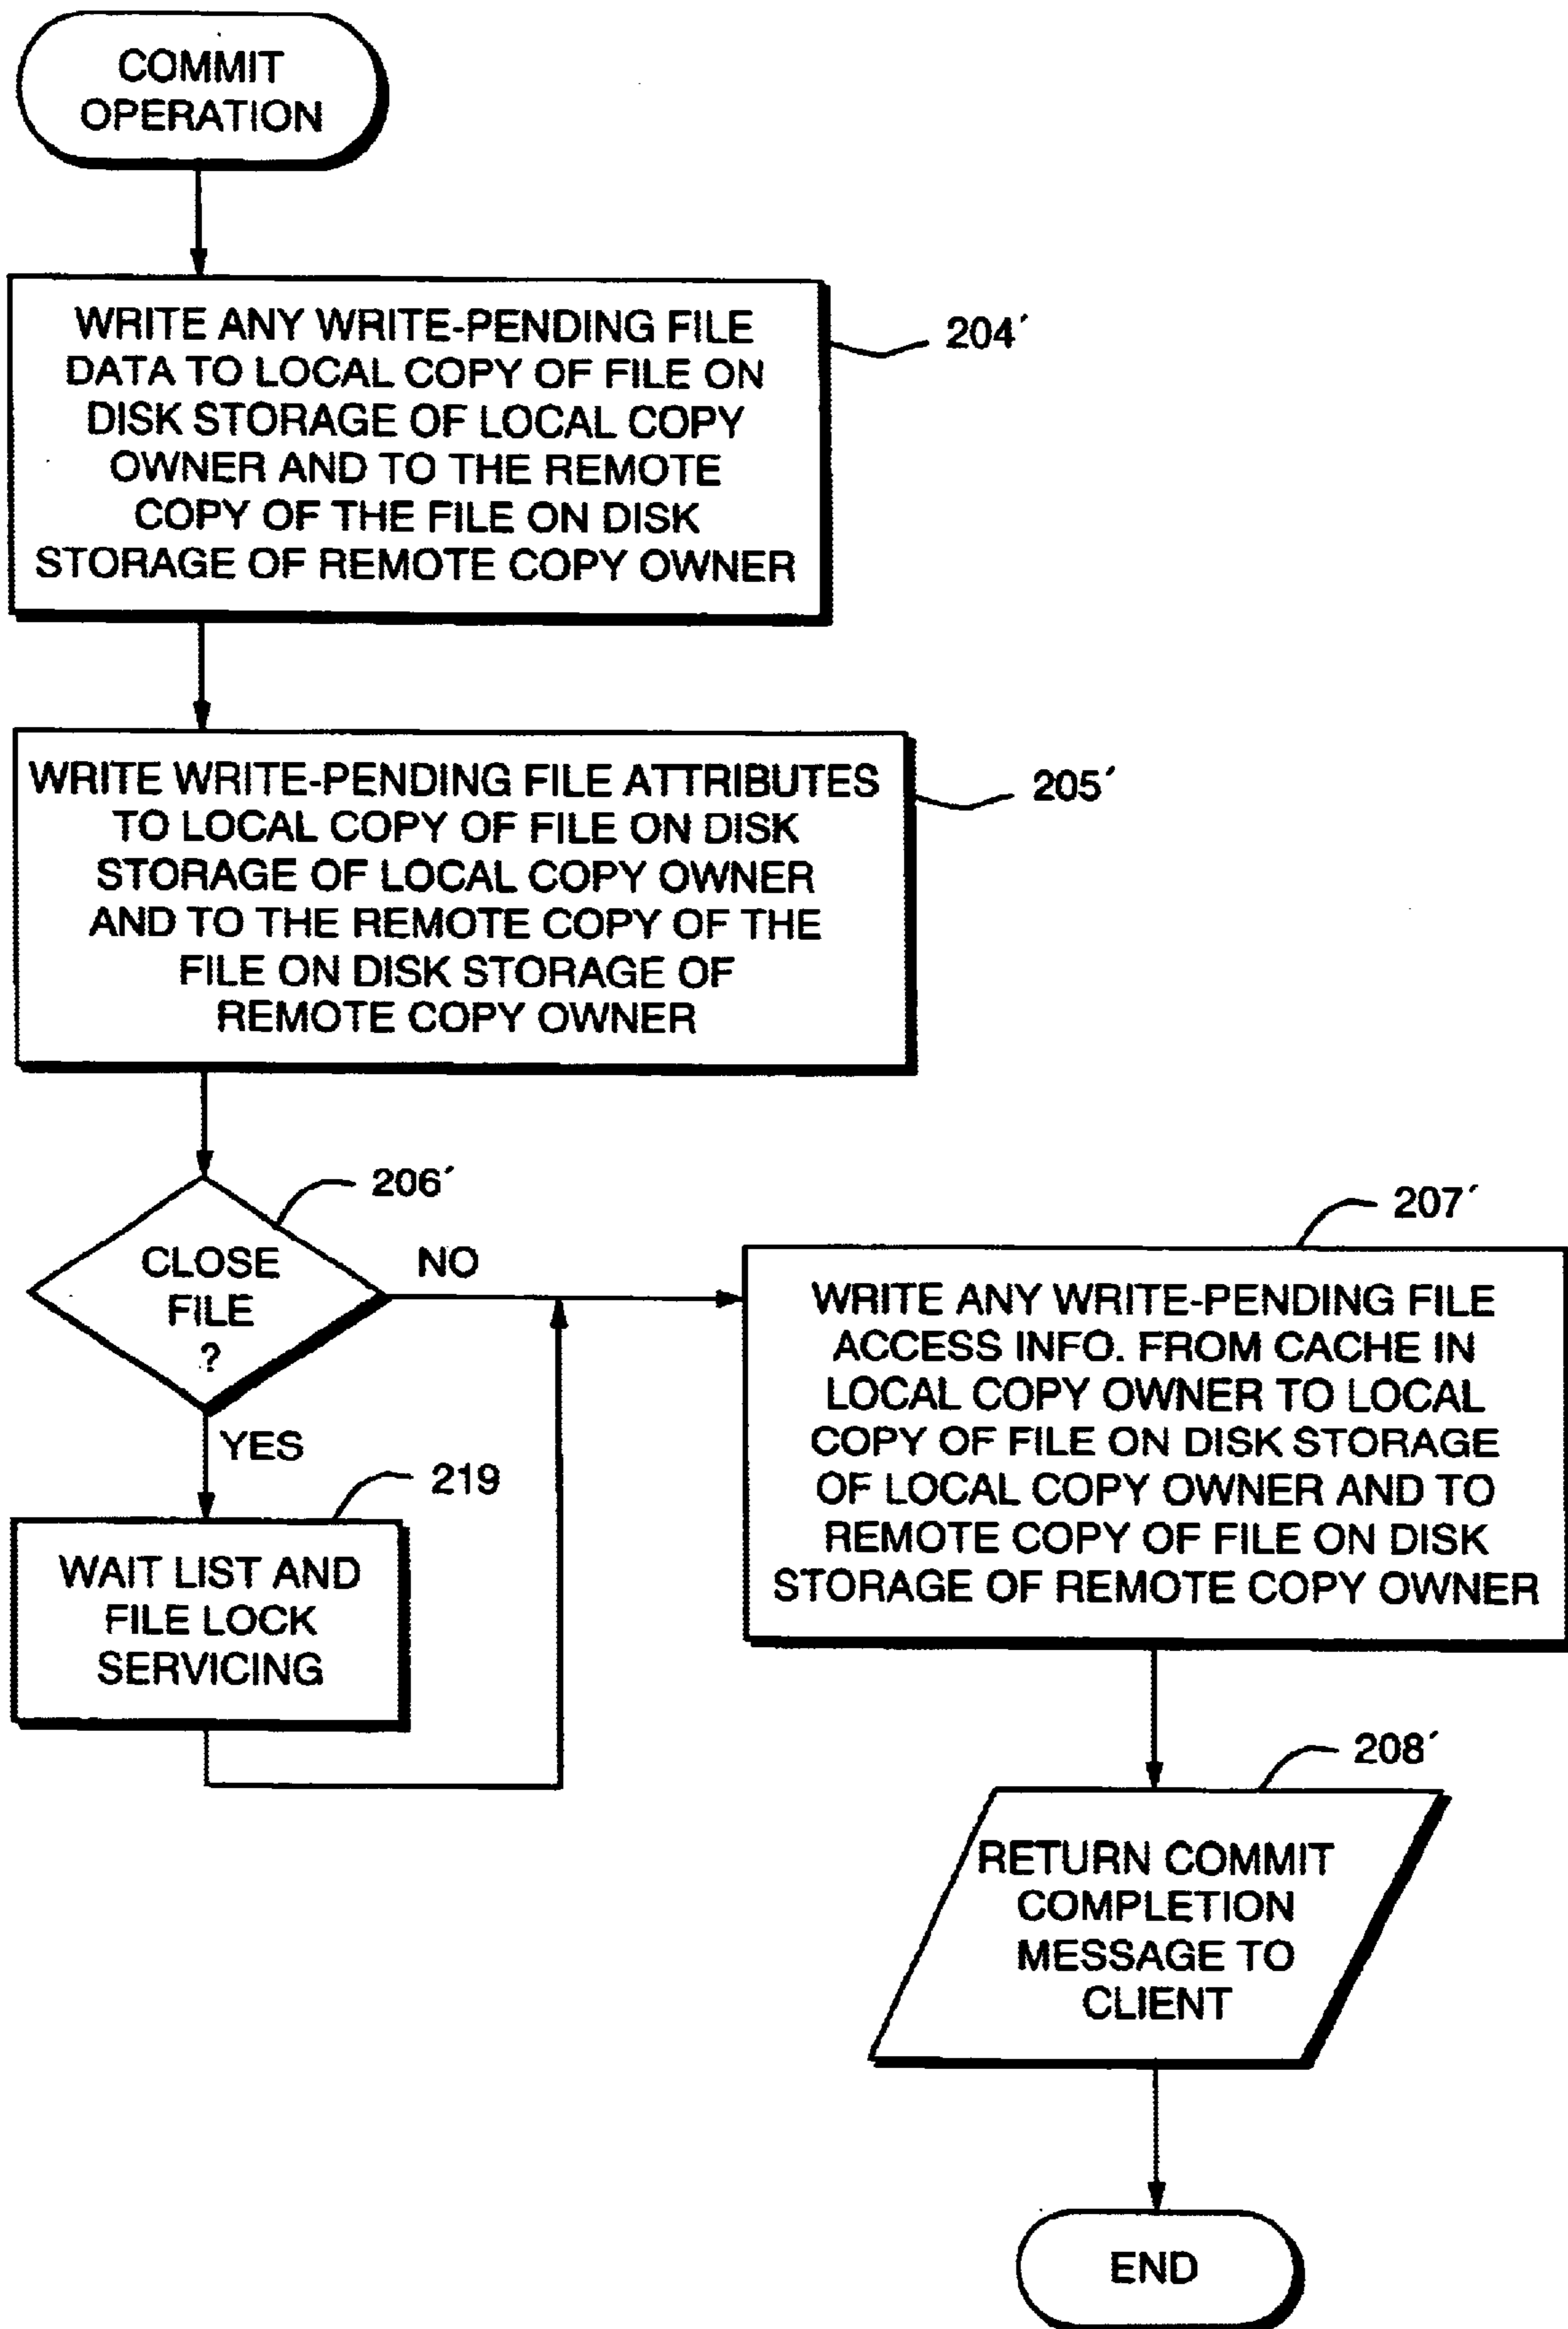 COMMIT
OPERATION
WRITE ANY WRITE-PENDING FILE
DATA TO LOCAL COPY OF FILE ON
DISK STORAGE OF LOCAL COPY
OWNER AND TO THE REMOTE
COPY OF THE FILE ON DISK
STORAGE OF REMOTE COPY OWNER
204′
WRITE WRITE-PENDING FILE ATTRIBUTES
TO LOCAL COPY OF FILE ON DISK
STORAGE OF LOCAL COPY OWNER
AND TO THE REMOTE COPY OF THE
FILE ON DISK STORAGE OF
REMOTE COPY OWNER
205′
206′
CLOSE
FILE
?
NO
YES
219
WAIT LIST AND
FILE LOCK
SERVICING
207′
WRITE ANY WRITE-PENDING FILE
ACCESS INFO. FROM CACHE IN
LOCAL COPY OWNER TO LOCAL
COPY OF FILE ON DISK STORAGE
OF LOCAL COPY OWNER AND TO
REMOTE COPY OF FILE ON DISK
STORAGE OF REMOTE COPY OWNER
208′
RETURN COMMIT
COMPLETION
MESSAGE TO
CLIENT
END